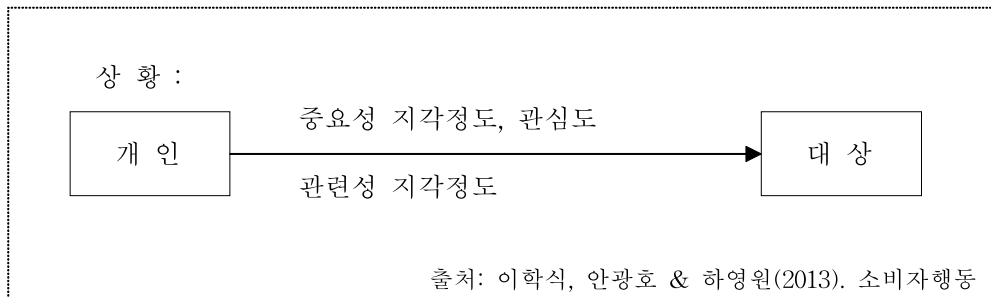 상 황 :
중요성 지각정도, 관심도
개 인
대 상
관련성 지각정도
출처: 이학식, 안광호 & 하영원(2013). 소비자행동